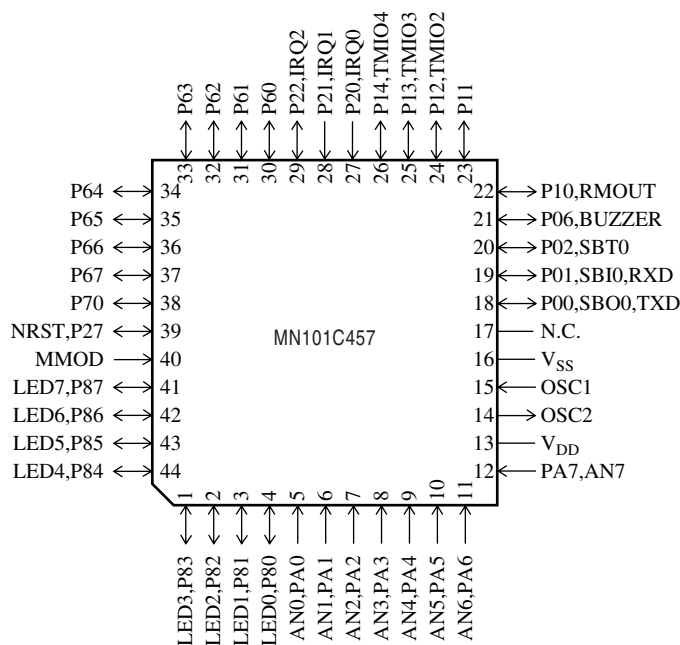 P63
P62
P61
P60
P22,IRQ2
P21,IRQ1
P20,IRQ0
P14,TMIO4
P13,TMIO3
P12,TMIO2
P11
33
32
31
30
29
28
27
26
25
24
23
P64 34
P65 35
P66 36
P67 37
P70 38
NRST,P27 39
MMOD 40
LED7,P87 41
LED6,P86 42
LED5,P85 43
LED4,P84 44
MN101C457
22 P10,RMOUT
21 P06,BUZZER
20 P02,SBT0
19 P01,SBI0,RXD
18 P00,SBO0,TXD
17 N.C.
16 VSS
15 OSC1
14 OSC2
13 VDD
12 PA7,AN7
1
2
3
4
5
6
7
8
9
10
11
LED3,P83
LED2,P82
LED1,P81
LED0,P80
AN0,PA0
AN1,PA1
AN2,PA2
AN3,PA3
AN4,PA4
AN5,PA5
AN6,PA6